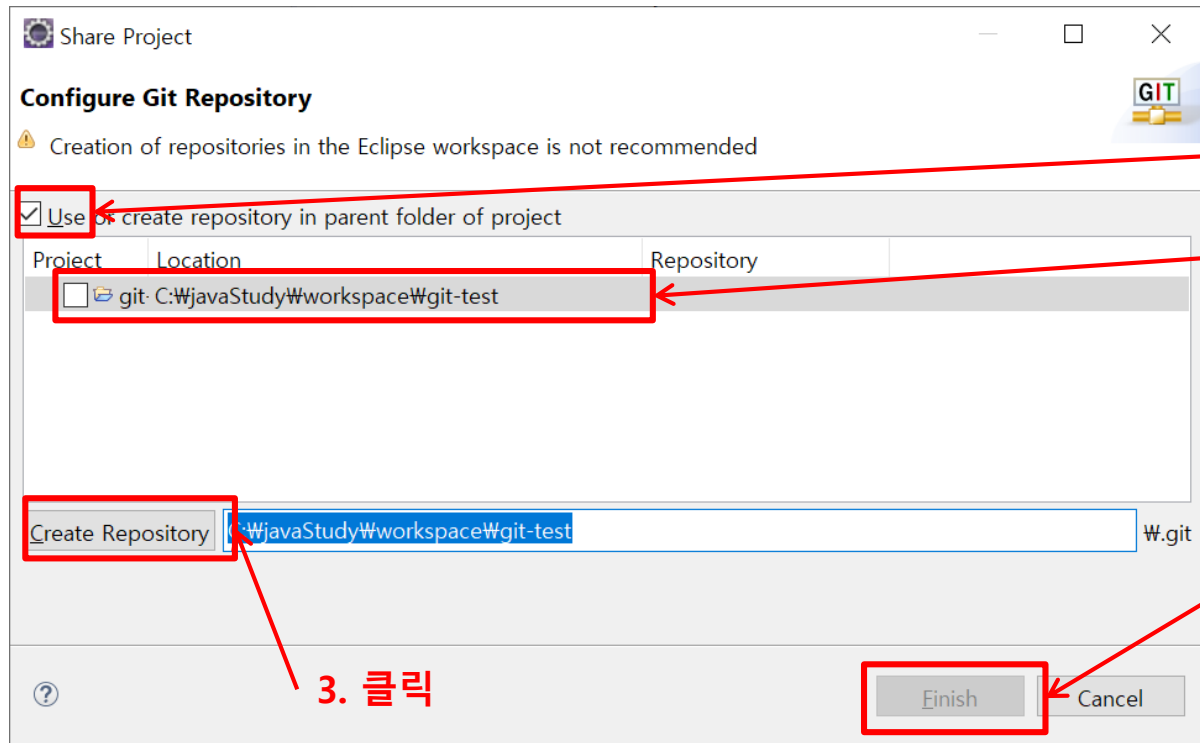 Share Project
Configure Git Repository
GIT
Creation of repositories in the Eclipse workspace is not recommended
Use or create repository in parent folder of project
Project Location Repository
git- C:₩javaStudy₩workspace₩git-test
Create Repository C:₩javaStudy₩workspace₩git-test ₩.git
3. 클릭
Finish Cancel